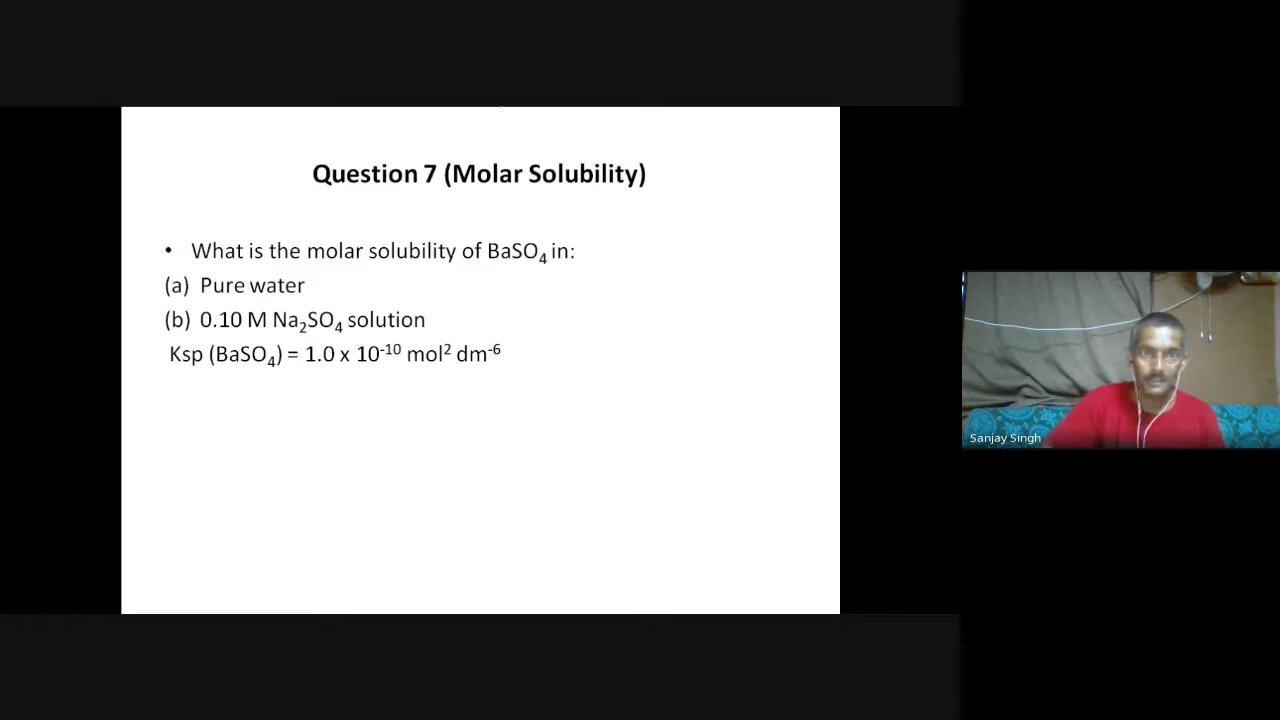 Question 7 (Molar Solubility)
• What is the molar solubility of BaSO₄ in:
(a) Pure water
(b) 0.10 M Na₂SO₄ solution
Ksp (BaSO₄) = 1.0 x 10⁻¹⁰ mol² dm⁻⁶
Sanjay Singh